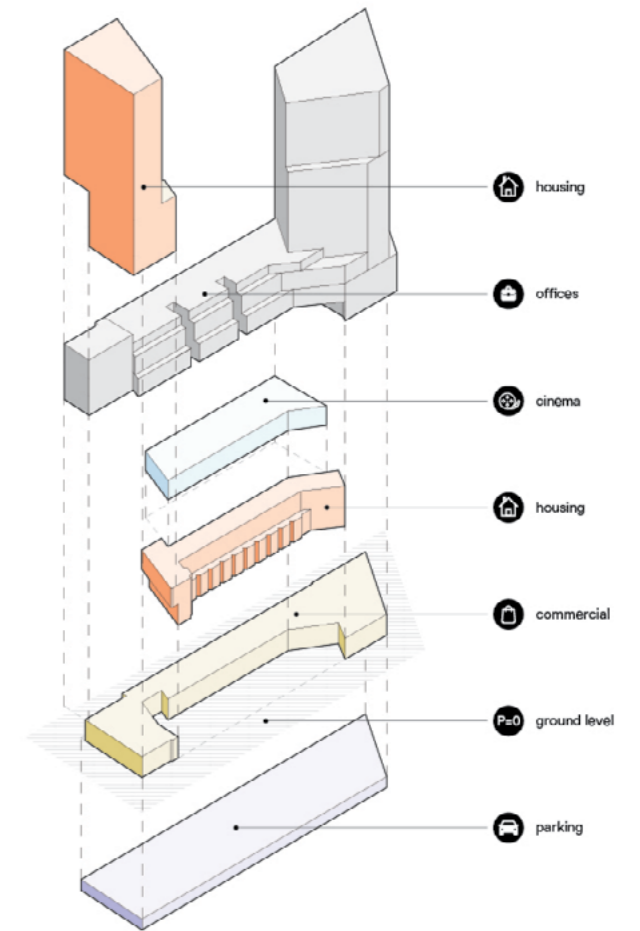 housing
offices
cinema
housing
commercial
P=0 ground level
parking